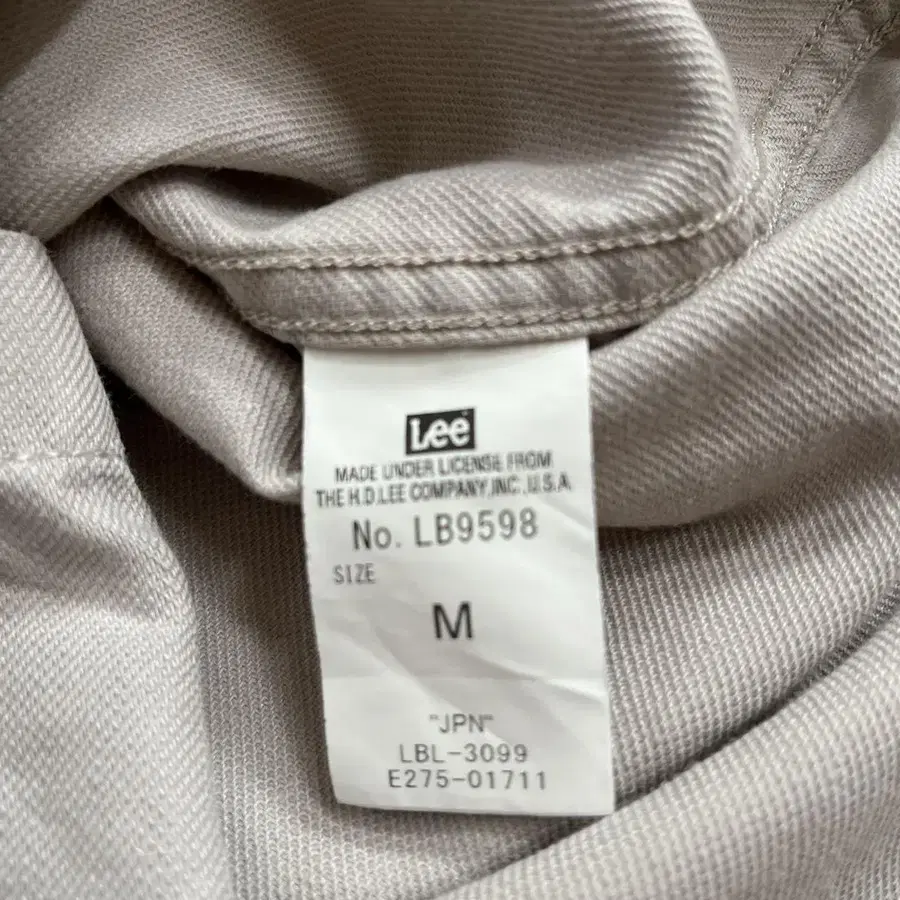 Lee
MADE UNDER LICENSE FROM
THE H.D.LEE COMPANY,INC.,U.S.A
No. LB9598
SIZE
M
"JPN"
LBL-3099
E275-01711